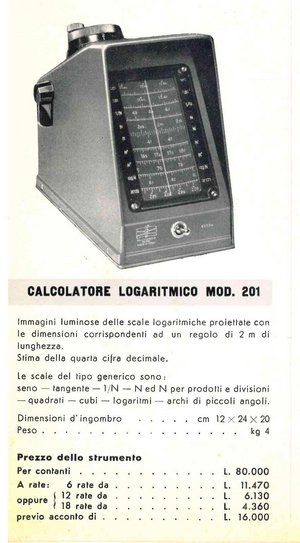 CALCOLATORE LOGARITMICO MOD. 201
Immagini luminose delle scale logaritmiche proiettate con
le dimensioni corrispondenti ad un regolo di 2 m di
lunghezza.
Stima della quarta cifra decimale.
Le scale del tipo generico sono:
seno — tangente — 1/N — N ed N per prodotti e divisioni
— quadrati — cubi — logaritmi — archi di piccoli angoli.
Dimensioni d'ingombro . . . . . cm 12 × 24 × 20
Peso . . . . . . . . . . . . . . kg 4
Prezzo dello strumento
Per contanti . . . . . . . . . . L. 80.000
A rate: 6 rate da . . . . . . . L. 11.470
oppure { 12 rate da . . . . . . . L. 6.130
18 rate da . . . . . . . L. 4.360
previo acconto di . . . . . . . . L. 16.000